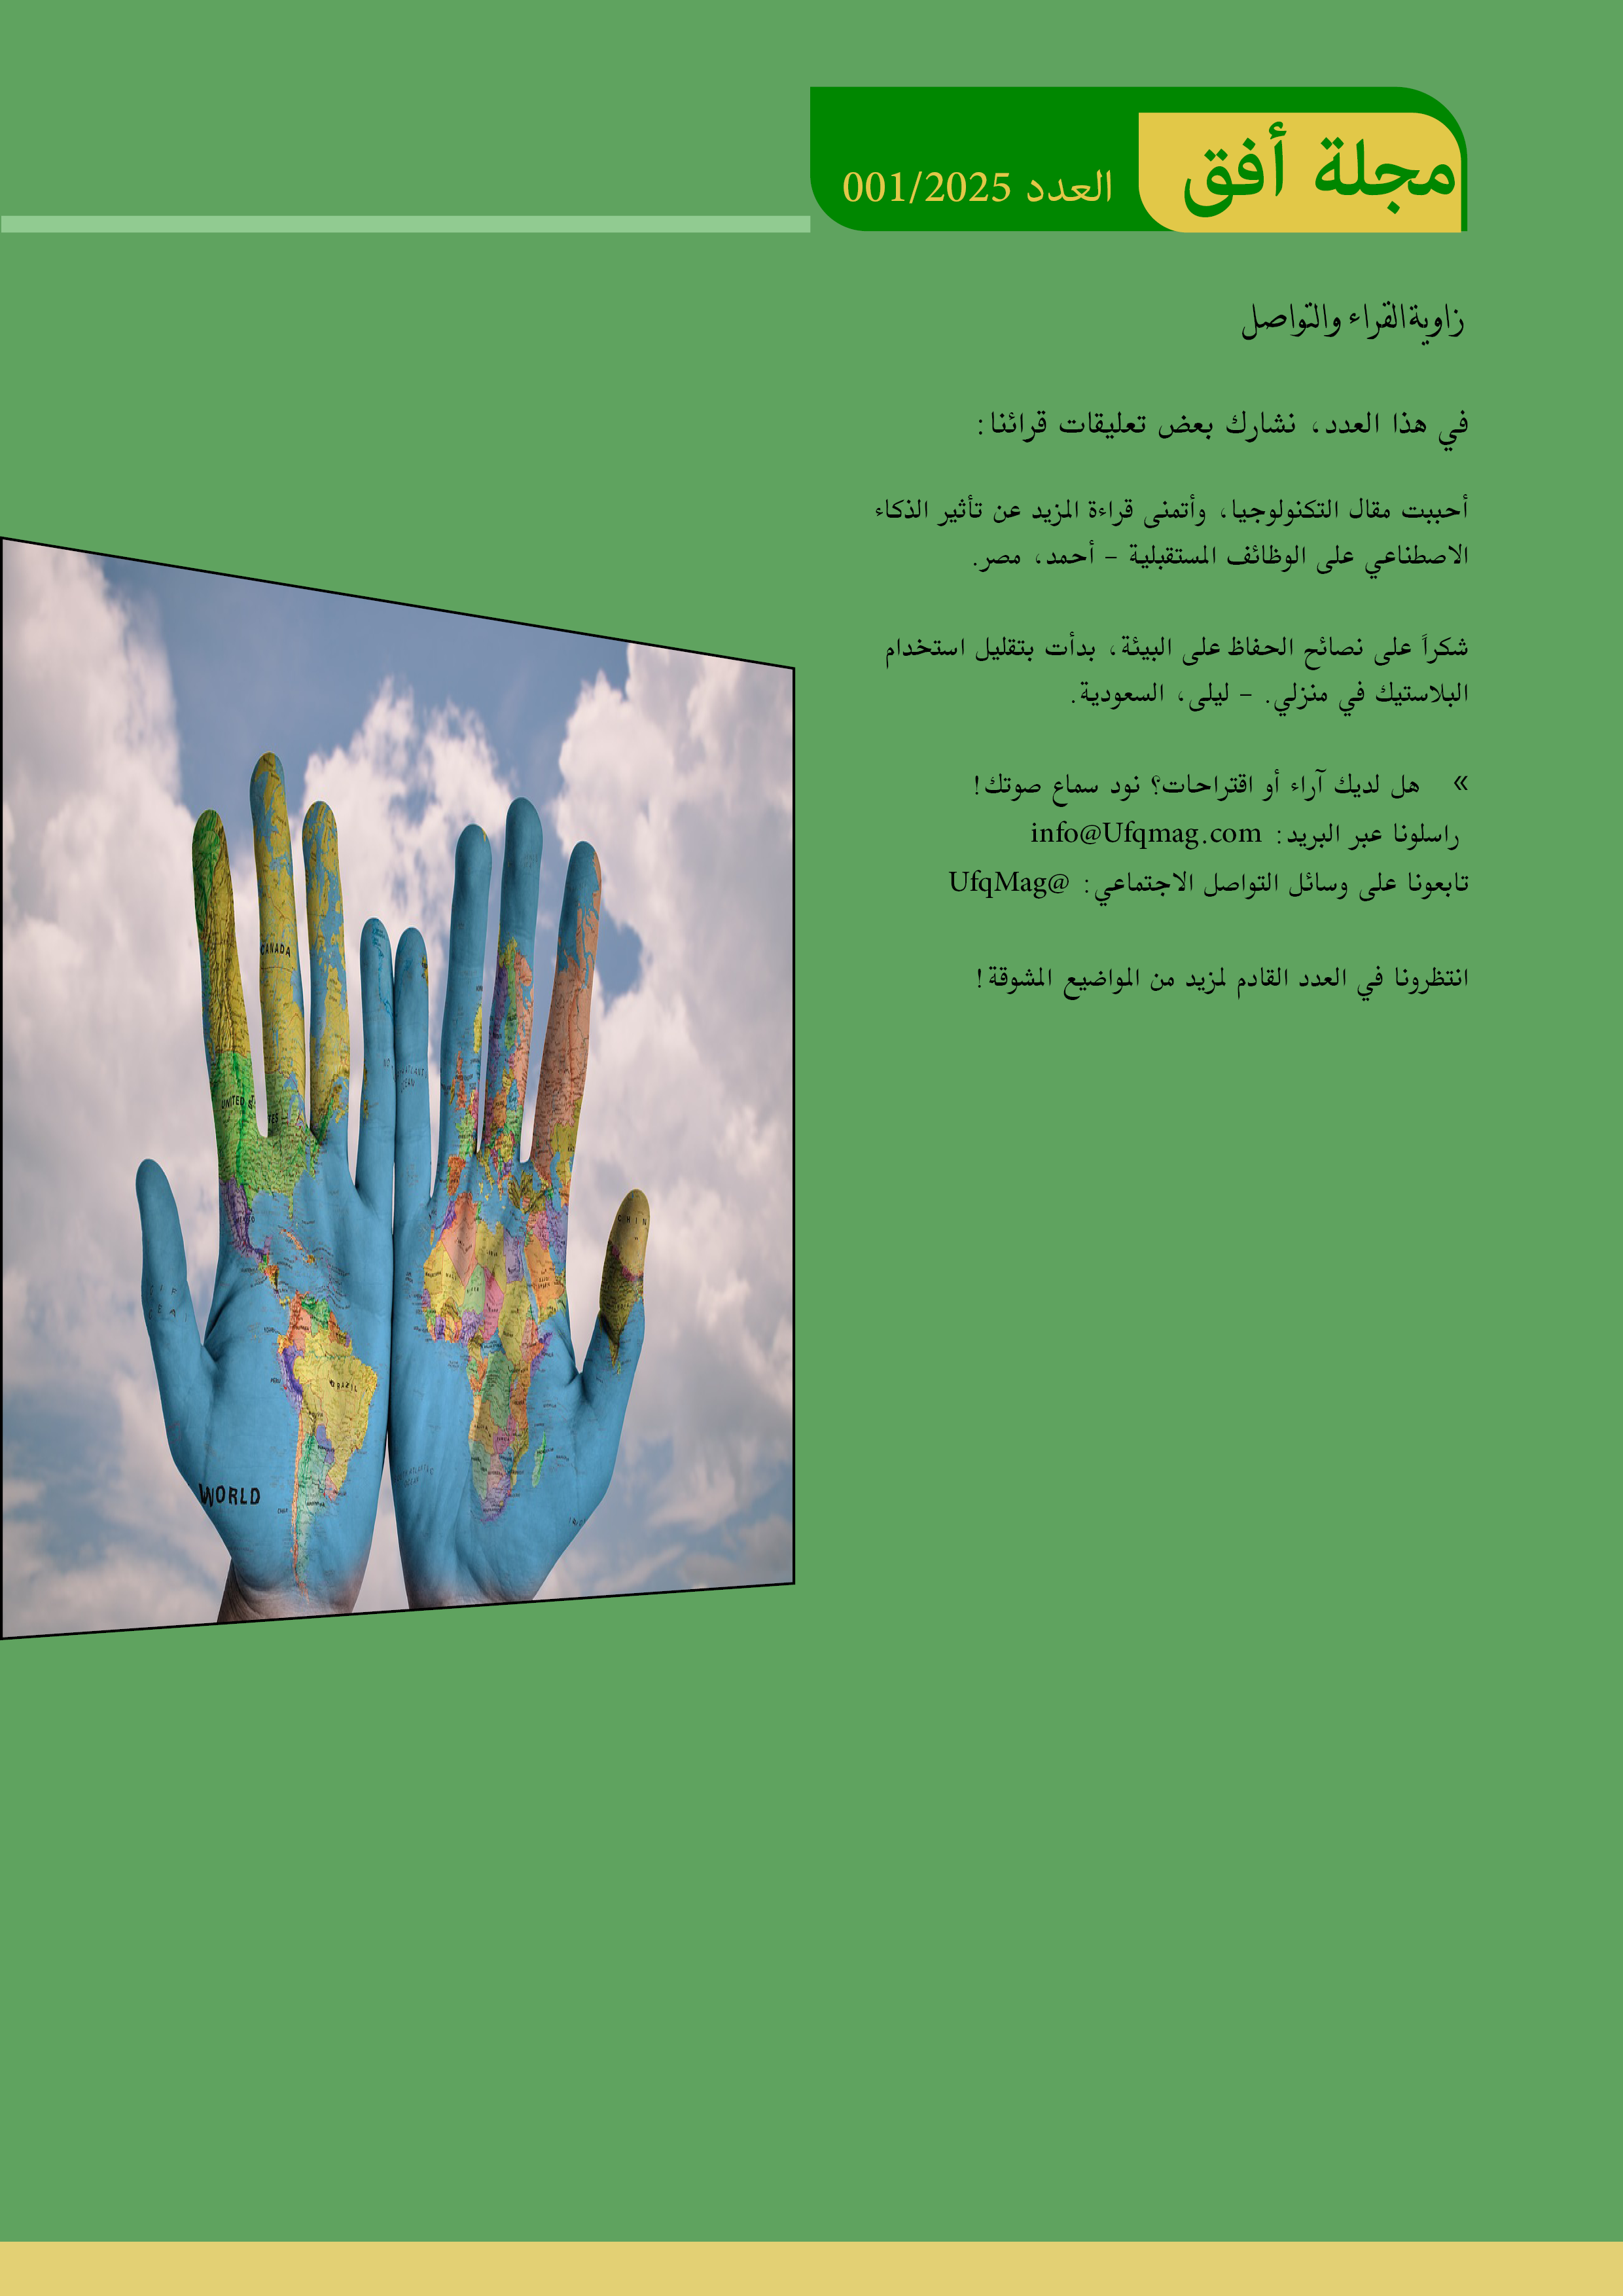 مجلة أفق
العدد 001/2025
زاوية القراء والتواصل
في هذا العدد، نشارك بعض تعليقات قرائنا:
أحببت مقال التكنولوجيا، وأتمنى قراءة المزيد عن تأثير الذكاء
الاصطناعي على الوظائف المستقبلية – أحمد، مصر.
شكراً على نصائح الحفاظ على البيئة، بدأت بتقليل استخدام
البلاستيك في منزلي. – ليلى، السعودية.
» هل لديك آراء أو اقتراحات؟ نود سماع صوتك!
راسلونا عبر البريد: info@Ufqmag.com
تابعونا على وسائل التواصل الاجتماعي: @UfqMag
انتظرونا في العدد القادم لمزيد من المواضيع المشوقة!
CANADA
UNITED
BRAZIL
WORLD